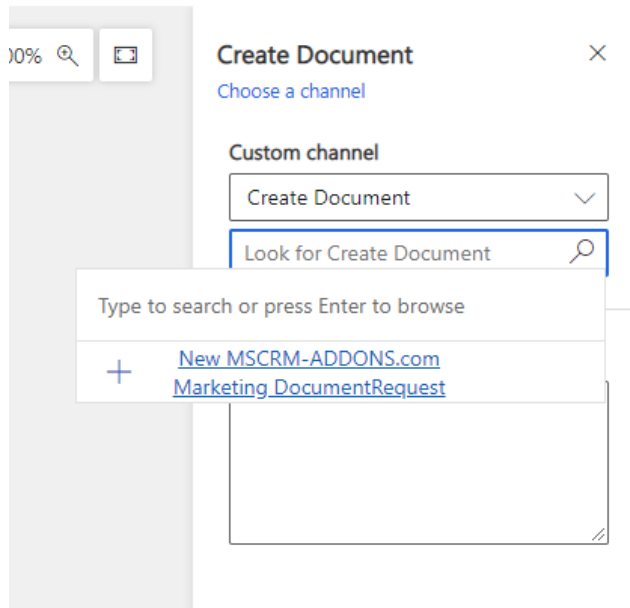 00%
Create Document
Choose a channel
Custom channel
Create Document
Look for Create Document
Type to search or press Enter to browse
New MSCRM-ADDONS.com
Marketing DocumentRequest